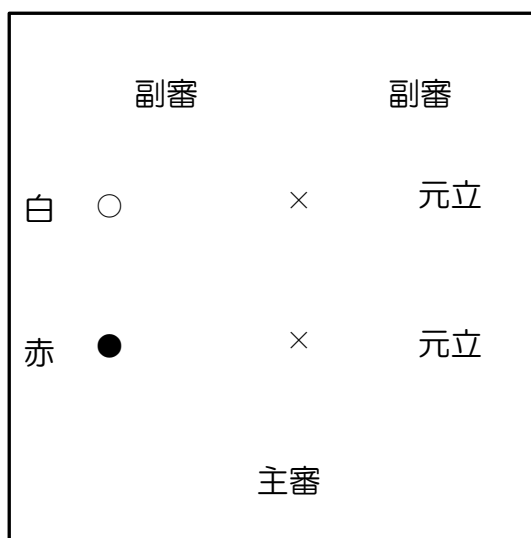 副審 副審
白 ○ × 元立
赤 ● × 元立
主審